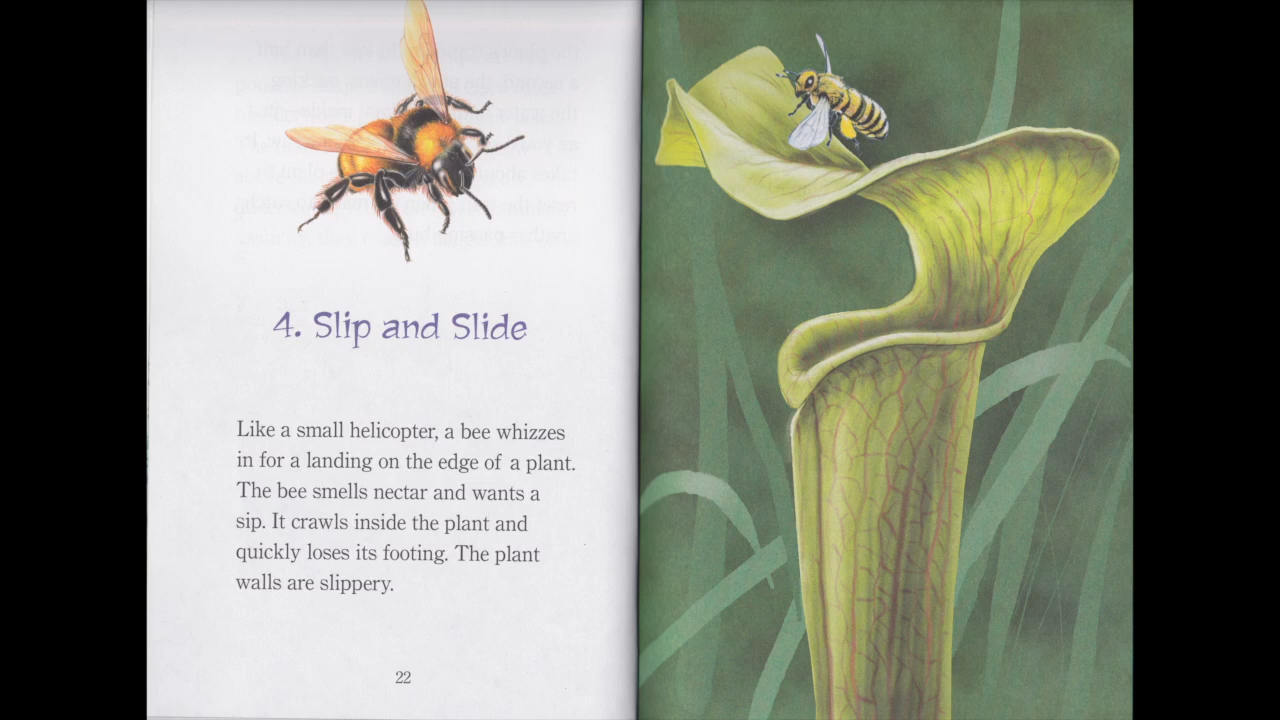 4. Slip and Slide
Like a small helicopter, a bee whizzes
in for a landing on the edge of a plant.
The bee smells nectar and wants a
sip. It crawls inside the plant and
quickly loses its footing. The plant
walls are slippery.
22